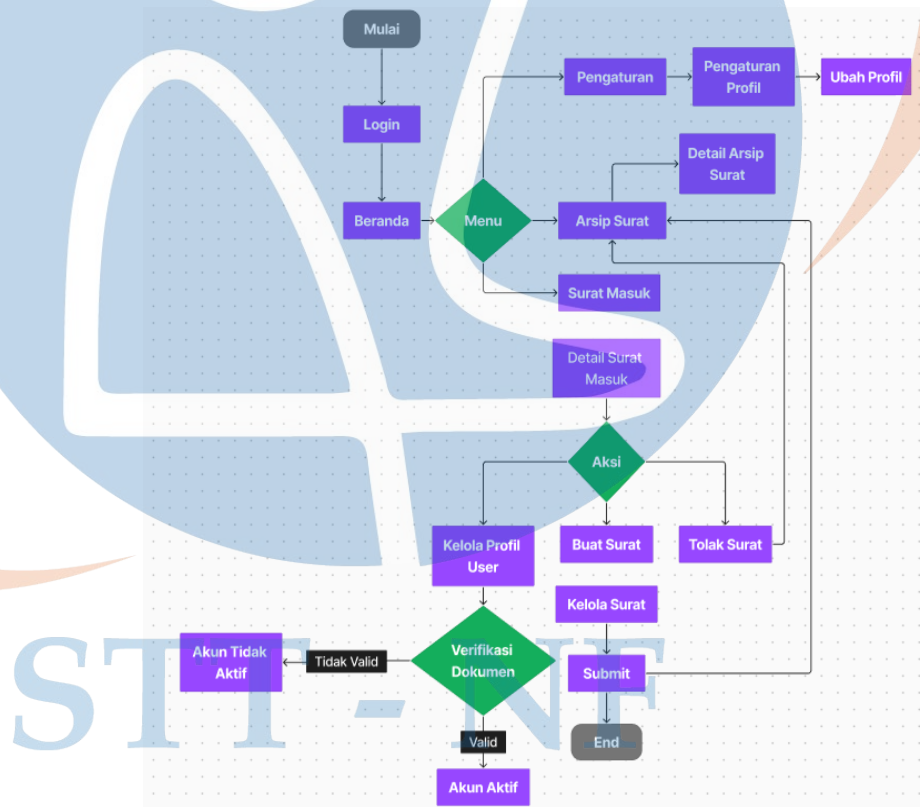 Mulai
Pengaturan
Pengaturan
Profil
Ubah Profil
Login
Detail Arsip
Surat
Beranda
Menu
Arsip Surat
Surat Masuk
Detail Surat
Masuk
Aksi
Kelola Profil
User
Buat Surat
Tolak Surat
Kelola Surat
Verifikasi
Dokumen
Tidak Valid
Akun Tidak
Aktif
Submit
Valid
End
Akun Aktif
STT - NF